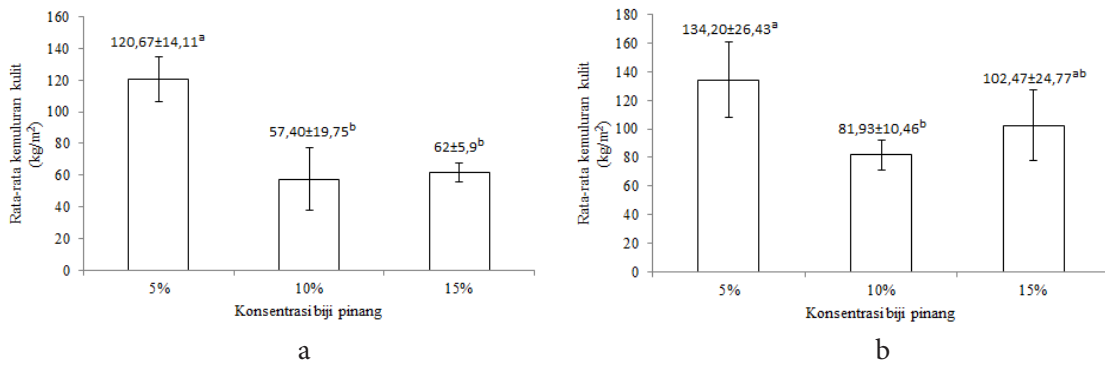 160
140
120
100
80
60
40
20
0
Rata-rata kemuluran kulit
(kg/m²)
120,67±14,11ᵃ
57,40±19,75ᵇ
62±5,9ᵇ
5%
10%
15%
Konsentrasi biji pinang
a
180
160
140
120
100
80
60
40
20
0
Rata-rata kemuluran kulit
(kg/m²)
134,20±26,43ᵃ
81,93±10,46ᵇ
102,47±24,77ᵃᵇ
5%
10%
15%
Konsentrasi biji pinang
b